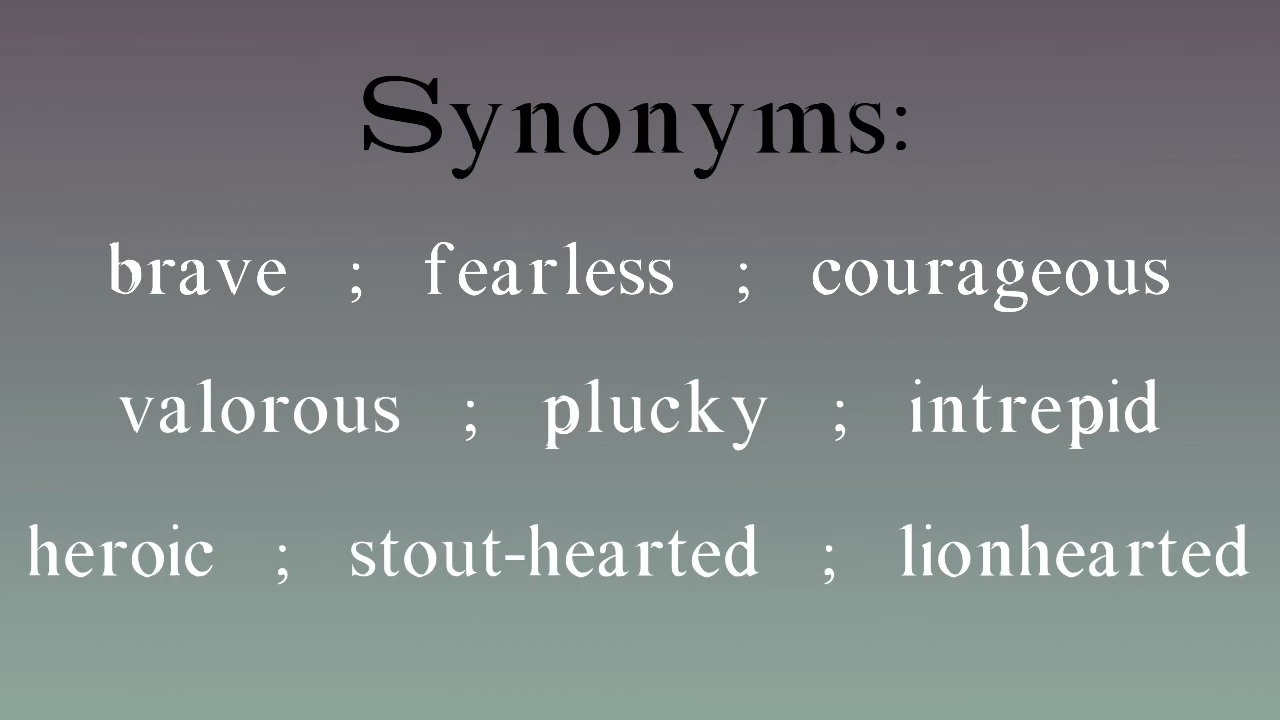 Synonyms:
brave ; fearless ; courageous
valorous ; plucky ; intrepid
heroic ; stout-hearted ; lionhearted